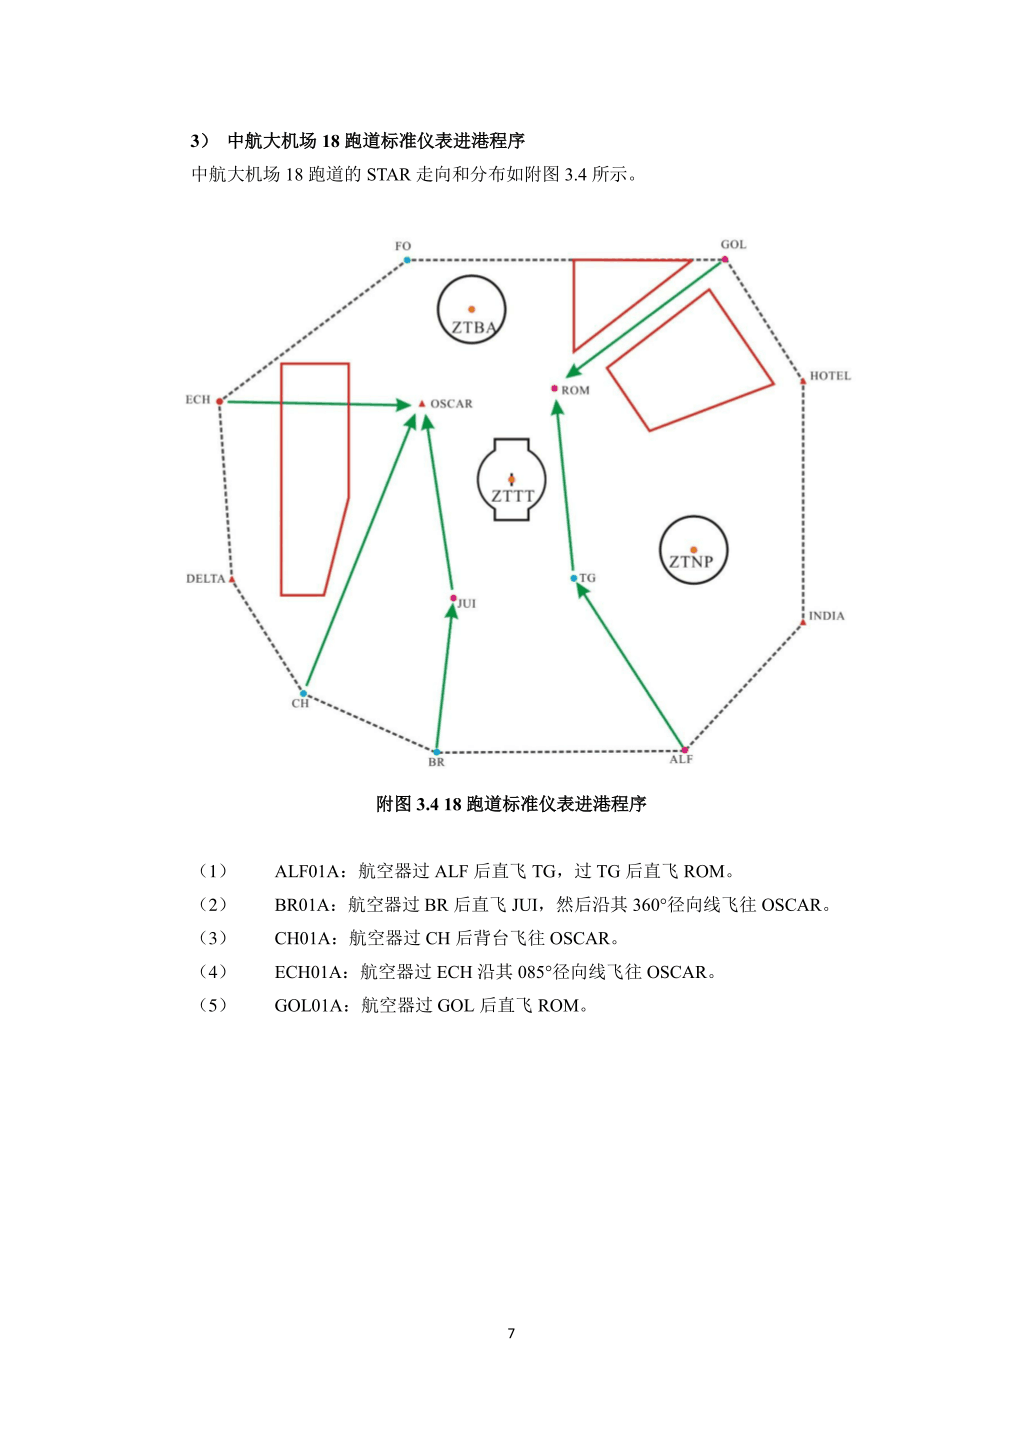 3） 中航大机场 18 跑道标准仪表进港程序
中航大机场 18 跑道的 STAR 走向和分布如附图 3.4 所示。
FO
GOL
ZTBA
HOTEL
ECH
OSCAR
ROM
ZTTT
ZTNP
DELTA
TG
JUI
INDIA
CH
BR
ALF
附图 3.4 18 跑道标准仪表进港程序
（1） ALF01A：航空器过 ALF 后直飞 TG，过 TG 后直飞 ROM。
（2） BR01A：航空器过 BR 后直飞 JUI，然后沿其 360°径向线飞往 OSCAR。
（3） CH01A：航空器过 CH 后背台飞往 OSCAR。
（4） ECH01A：航空器过 ECH 沿其 085°径向线飞往 OSCAR。
（5） GOL01A：航空器过 GOL 后直飞 ROM。
7